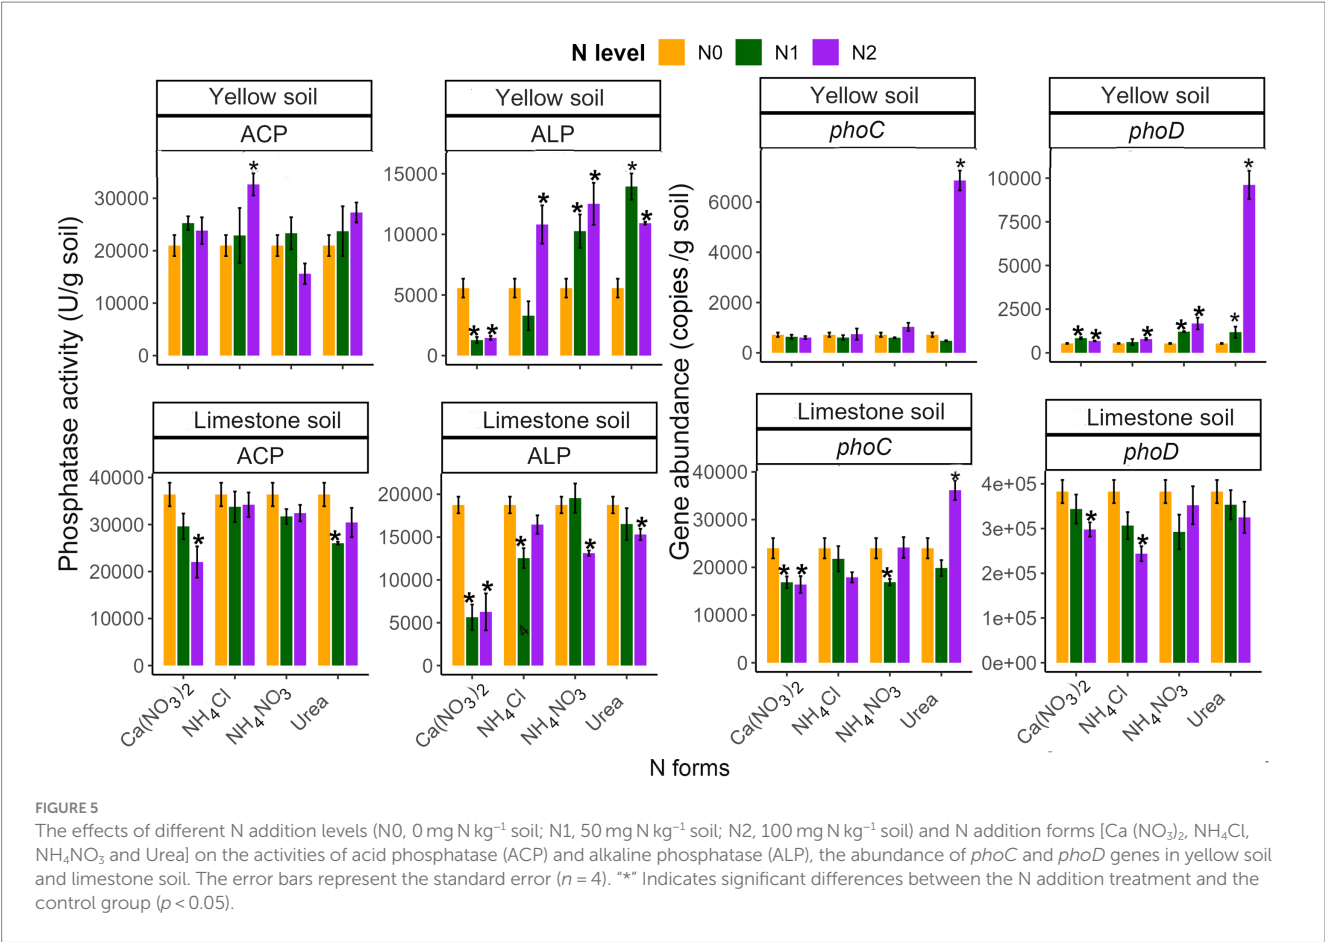 N level N0 N1 N2
Yellow soil Yellow soil Yellow soil Yellow soil
ACP ALP phoC phoD
Phosphatase activity (U/g soil)
30000
20000
10000
0
15000
10000
5000
0
Gene abundance (copies /g soil)
6000
4000
2000
0
10000
7500
5000
2500
0
* * * * * * * * * * * * * * * *
Limestone soil Limestone soil Limestone soil Limestone soil
ACP ALP phoC phoD
40000
30000
20000
10000
0
20000
15000
10000
5000
0
40000
30000
20000
10000
0
4e+05
3e+05
2e+05
1e+05
0e+00
* * * * * * * * * * * * *
Ca(NO₃)₂ NH₄Cl NH₄NO₃ Urea Ca(NO₃)₂ NH₄Cl NH₄NO₃ Urea Ca(NO₃)₂ NH₄Cl NH₄NO₃ Urea Ca(NO₃)₂ NH₄Cl NH₄NO₃ Urea
N forms
FIGURE 5
The effects of different N addition levels (N0, 0 mg N kg⁻¹ soil; N1, 50 mg N kg⁻¹ soil; N2, 100 mg N kg⁻¹ soil) and N addition forms [Ca (NO₃)₂, NH₄Cl,
NH₄NO₃ and Urea] on the activities of acid phosphatase (ACP) and alkaline phosphatase (ALP), the abundance of phoC and phoD genes in yellow soil
and limestone soil. The error bars represent the standard error (n = 4). “*” Indicates significant differences between the N addition treatment and the
control group (p < 0.05).